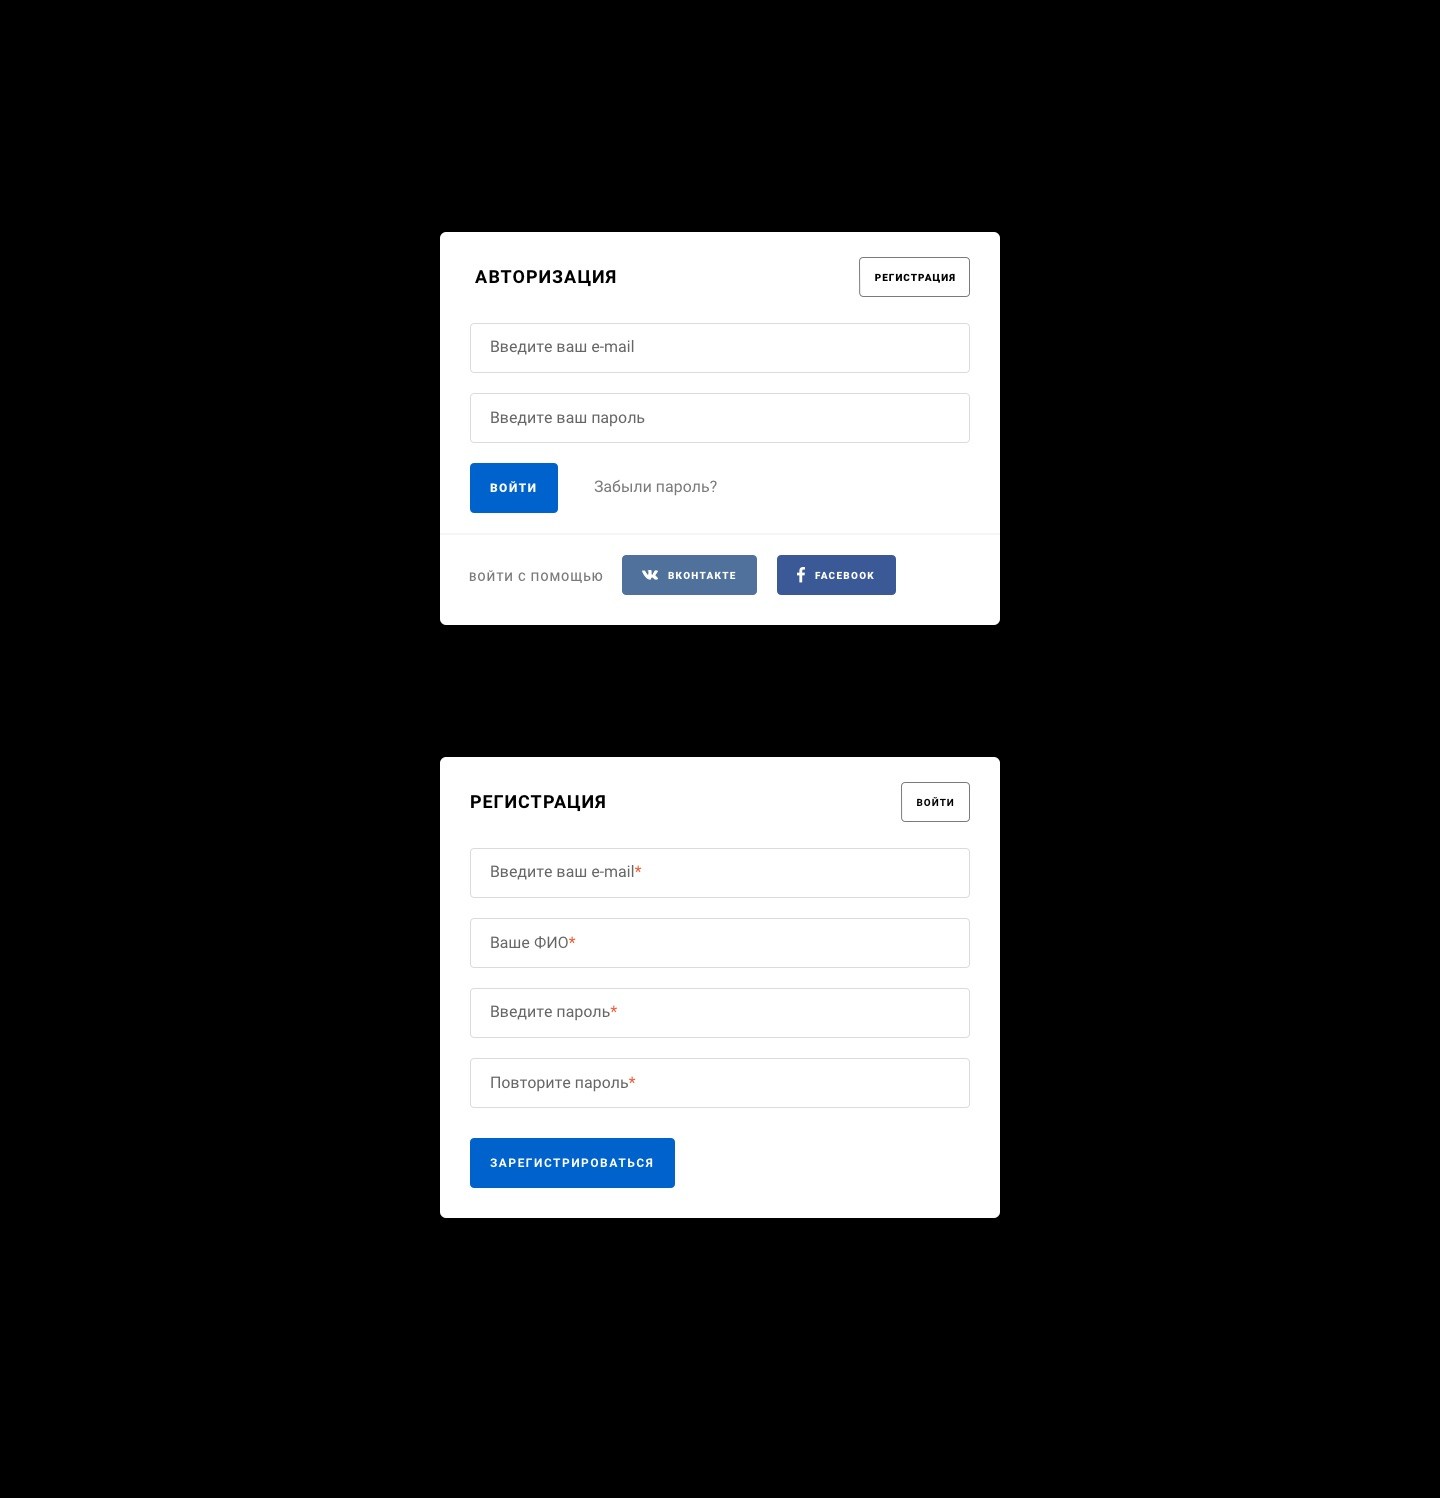 АВТОРИЗАЦИЯ
РЕГИСТРАЦИЯ
Введите ваш e-mail
Введите ваш пароль
ВОЙТИ
Забыли пароль?
ВОЙТИ С ПОМОЩЬЮ
ВКОНТАКТЕ
FACEBOOK
РЕГИСТРАЦИЯ
ВОЙТИ
Введите ваш e-mail*
Ваше ФИО*
Введите пароль*
Повторите пароль*
ЗАРЕГИСТРИРОВАТЬСЯ